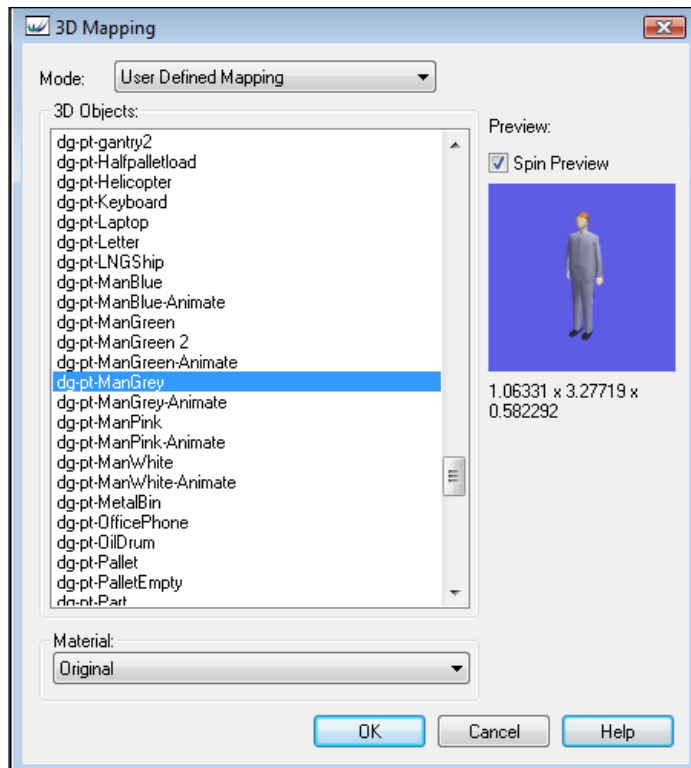 3D Mapping
Mode: User Defined Mapping
3D Objects:
dg-pt-gantry2
dg-pt-Halfpalletload
dg-pt-Helicopter
dg-pt-Keyboard
dg-pt-Laptop
dg-pt-Letter
dg-pt-LNGShip
dg-pt-ManBlue
dg-pt-ManBlue-Animate
dg-pt-ManGreen
dg-pt-ManGreen 2
dg-pt-ManGreen-Animate
dg-pt-ManGrey
dg-pt-ManGrey-Animate
dg-pt-ManPink
dg-pt-ManPink-Animate
dg-pt-ManWhite
dg-pt-ManWhite-Animate
dg-pt-MetalBin
dg-pt-OfficePhone
dg-pt-OilDrum
dg-pt-Pallet
dg-pt-PalletEmpty
dg-pt-Part
Preview:
Spin Preview
1.06331 x 3.27719 x
0.582292
Material:
Original
OK Cancel Help